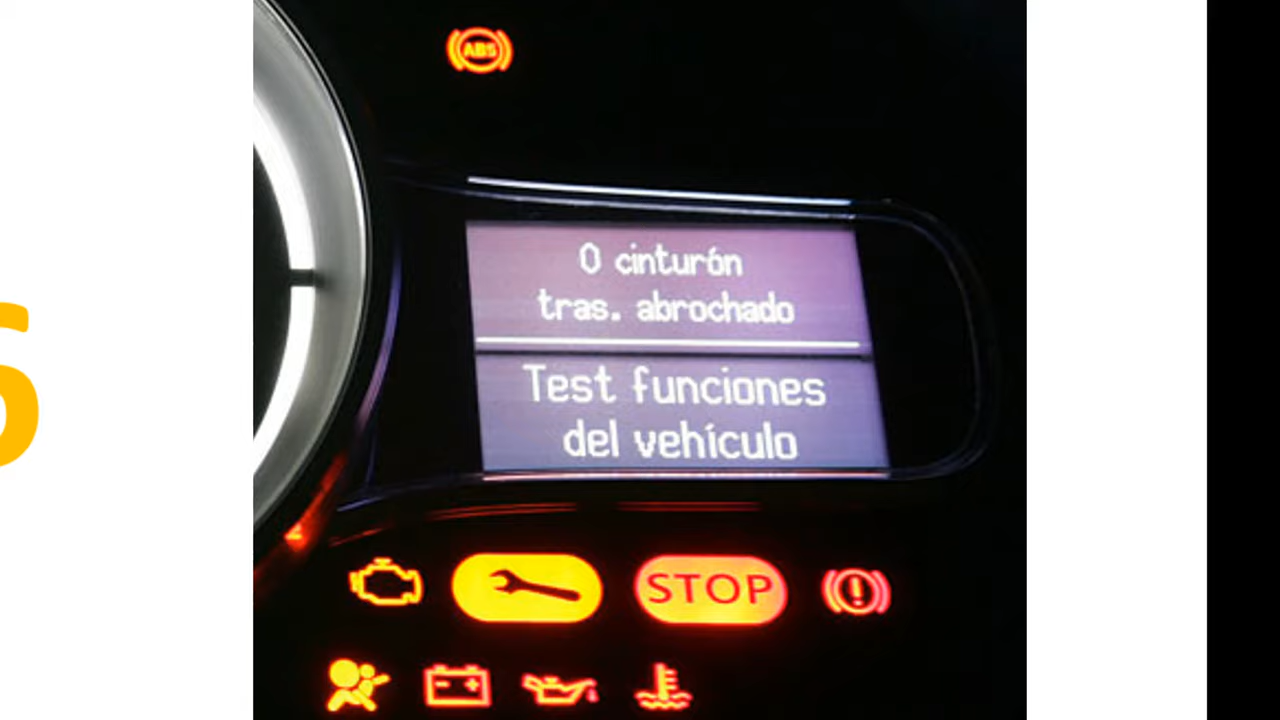 ABS
0 cinturón
tras. abrochado
Test funciones
del vehículo
STOP